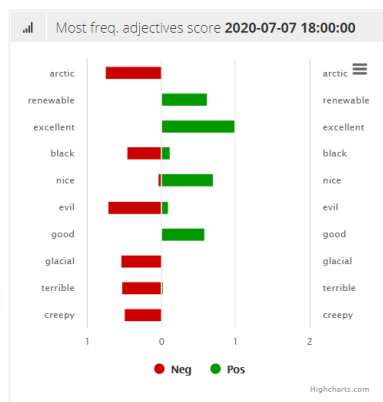 Most freq. adjectives score 2020-07-07 18:00:00
arctic arctic
renewable renewable
excellent excellent
black black
nice nice
evil evil
good good
glacial glacial
terrible terrible
creepy creepy
1 0 1 2
Neg Pos
Highcharts.com